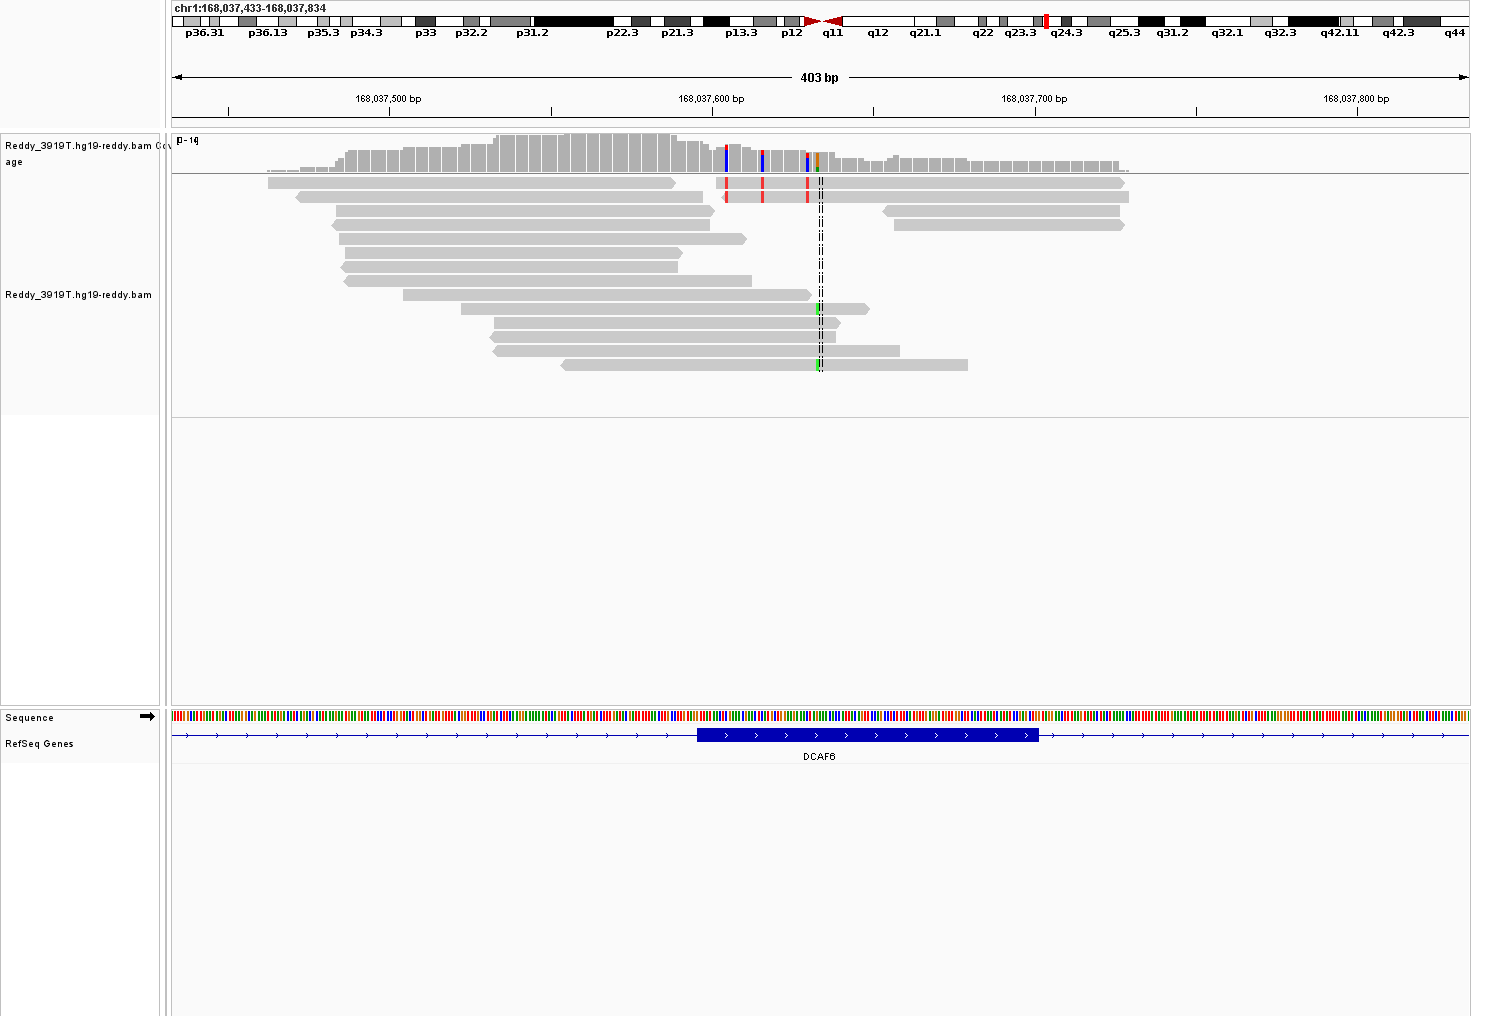 chr1:168,037,433-168,037,834
p36.31 p36.13 p35.3 p34.3 p33 p32.2 p31.2 p22.3 p21.3 p13.3 p12 q11 q12 q21.1 q22 q23.3 q24.3 q25.3 q31.2 q32.1 q32.3 q42.11 q42.3 q44
403 bp
168,037,500 bp 168,037,600 bp 168,037,700 bp 168,037,800 bp
Reddy_3919T.hg19-reddy.bam Cov
age
Reddy_3919T.hg19-reddy.bam
Sequence
RefSeq Genes
DCAF6